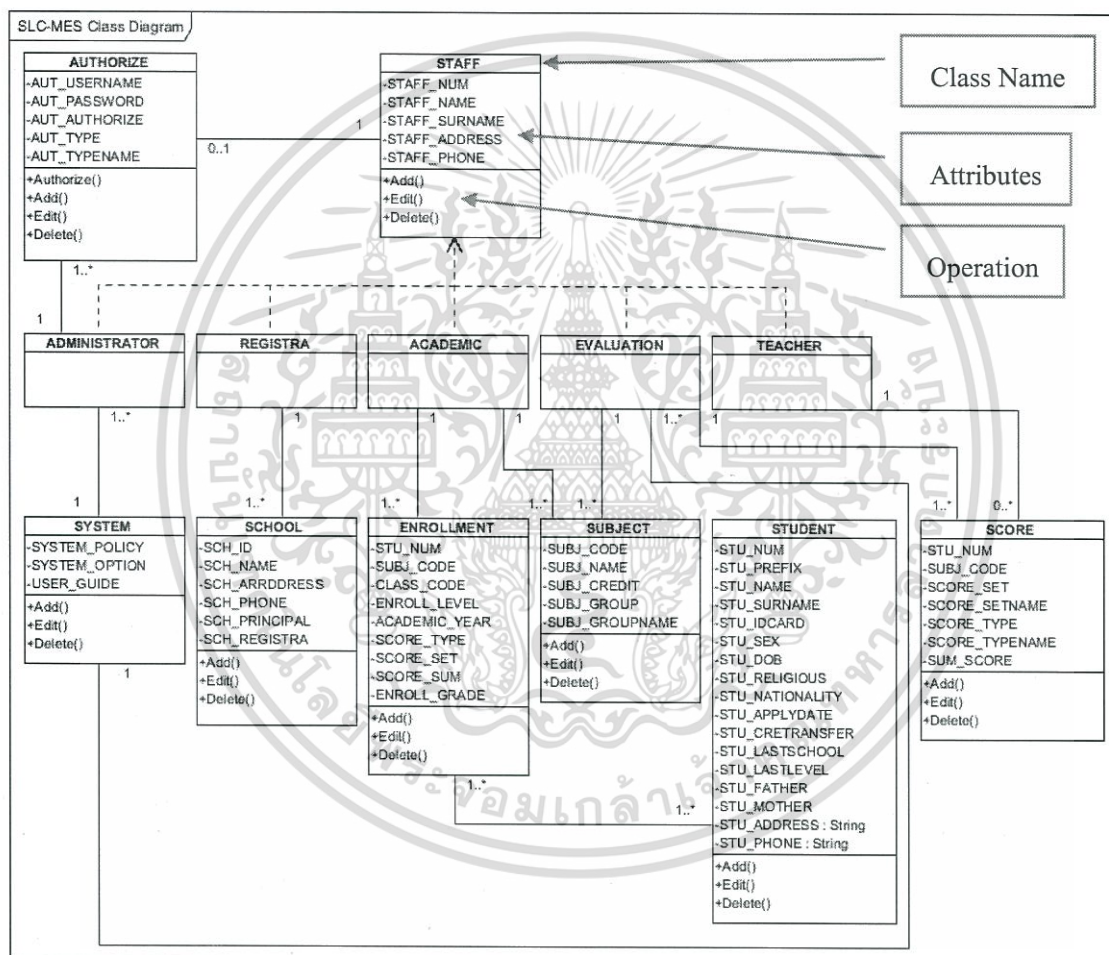 SLC-MES Class Diagram
AUTHORIZE
-AUT_USERNAME
-AUT_PASSWORD
-AUT_AUTHORIZE
-AUT_TYPE
-AUT_TYPENAME
+Authorize()
+Add()
+Edit()
+Delete()
STAFF
-STAFF_NUM
-STAFF_NAME
-STAFF_SURNAME
-STAFF_ADDRESS
-STAFF_PHONE
+Add()
+Edit()
+Delete()
Class Name
Attributes
Operation
1
0..1
1..*
1
ADMINISTRATOR
REGISTRA
ACADEMIC
EVALUATION
TEACHER
1..*
1
1
1
1
1..*
1
1
1
1..*
1..*
1..*
1..*
1..*
0..*
SYSTEM
-SYSTEM_POLICY
-SYSTEM_OPTION
-USER_GUIDE
+Add()
+Edit()
+Delete()
1
SCHOOL
-SCH_ID
-SCH_NAME
-SCH_ARRDDRESS
-SCH_PHONE
-SCH_PRINCIPAL
-SCH_REGISTRA
+Add()
+Edit()
+Delete()
ENROLLMENT
-STU_NUM
-SUBJ_CODE
-CLASS_CODE
-ENROLL_LEVEL
-ACADEMIC_YEAR
-SCORE_TYPE
-SCORE_SET
-SCORE_SUM
-ENROLL_GRADE
+Add()
+Edit()
+Delete()
1..*
SUBJECT
-SUBJ_CODE
-SUBJ_NAME
-SUBJ_CREDIT
-SUBJ_GROUP
-SUBJ_GROUPNAME
+Add()
+Edit()
+Delete()
1..*
STUDENT
-STU_NUM
-STU_PREFIX
-STU_NAME
-STU_SURNAME
-STU_IDCARD
-STU_SEX
-STU_DOB
-STU_RELIGIOUS
-STU_NATIONALITY
-STU_APPLYDATE
-STU_CRETRANSFER
-STU_LASTSCHOOL
-STU_LASTLEVEL
-STU_FATHER
-STU_MOTHER
-STU_ADDRESS : String
-STU_PHONE : String
+Add()
+Edit()
+Delete()
SCORE
-STU_NUM
-SUBJ_CODE
-SCORE_SET
-SCORE_SETNAME
-SCORE_TYPE
-SCORE_TYPENAME
-SUM_SCORE
+Add()
+Edit()
+Delete()